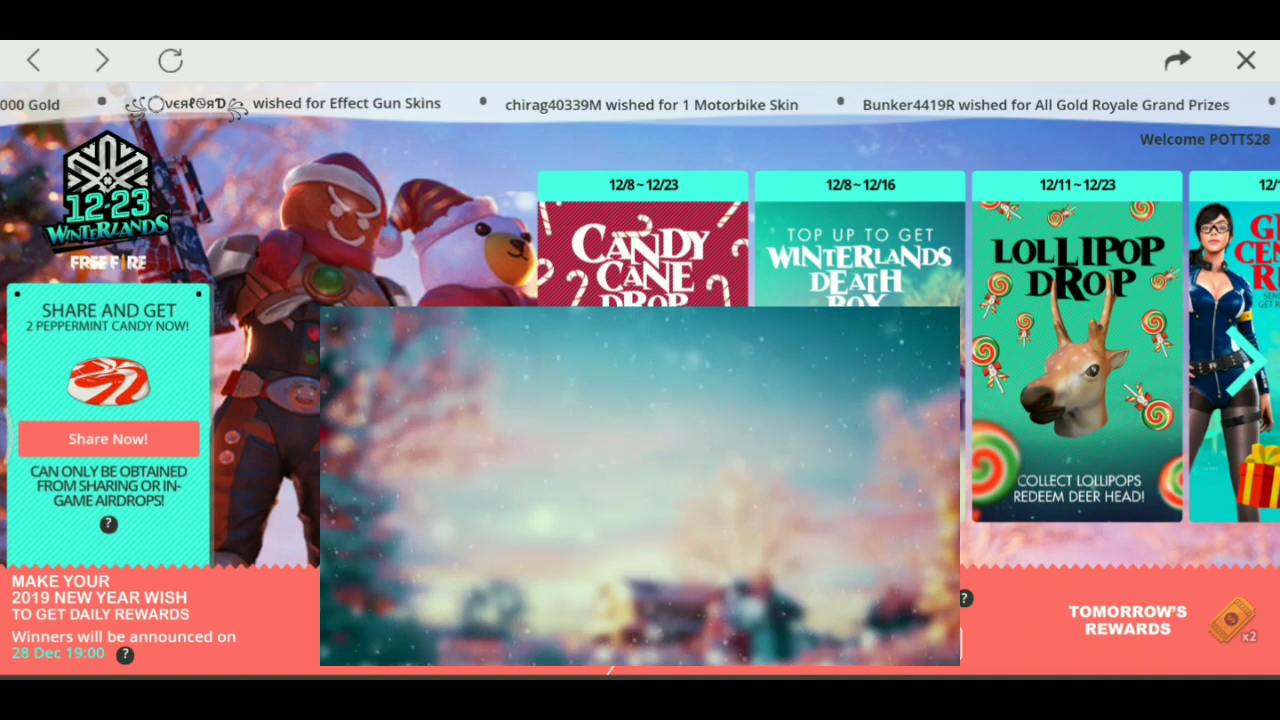 000 Gold
wished for Effect Gun Skins
chirag40339M wished for 1 Motorbike Skin
Bunker4419R wished for All Gold Royale Grand Prizes
Welcome POTTS28
12·23
WINTERLANDS
FREE FIRE
SHARE AND GET
2 PEPPERMINT CANDY NOW!
Share Now!
CAN ONLY BE OBTAINED
FROM SHARING OR IN-
GAME AIRDROPS!
?
12/8 ~ 12/23
CANDY
CANE
DROP
12/8 ~ 12/16
TOP UP TO GET
WINTERLANDS
DEATH
BOX
12/11 ~ 12/23
LOLLIPOP
DROP
COLLECT LOLLIPOPS
REDEEM DEER HEAD!
MAKE YOUR
2019 NEW YEAR WISH
TO GET DAILY REWARDS
Winners will be announced on
28 Dec 19:00 ?
?
TOMORROW'S
REWARDS
x2